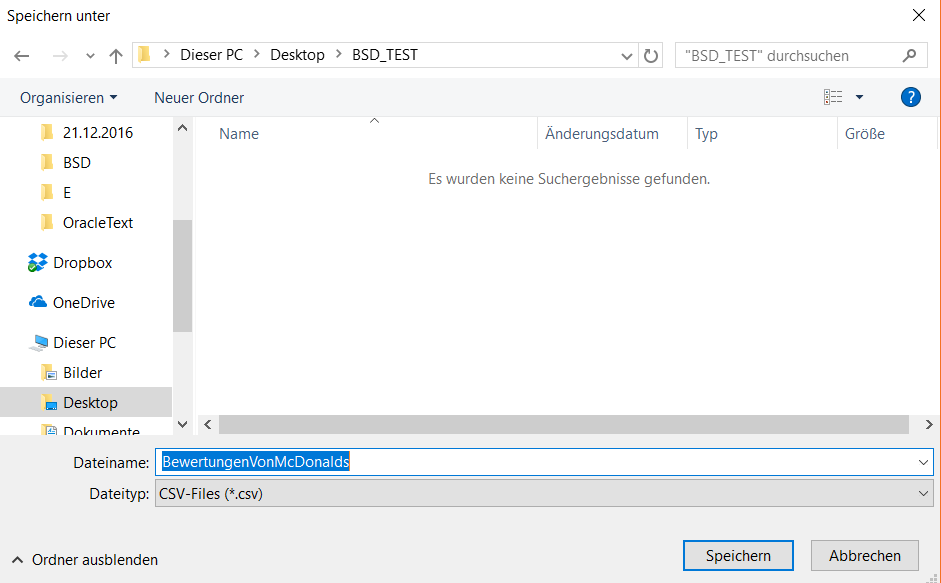 Speichern unter
Dieser PC > Desktop > BSD_TEST
"BSD_TEST" durchsuchen
Organisieren
Neuer Ordner
?
21.12.2016
BSD
E
OracleText
Dropbox
OneDrive
Dieser PC
Bilder
Desktop
Dokumente
Name
Änderungsdatum
Typ
Größe
Es wurden keine Suchergebnisse gefunden.
Dateiname: BewertungenVonMcDonalds
Dateityp: CSV-Files (*.csv)
Ordner ausblenden
Speichern
Abbrechen